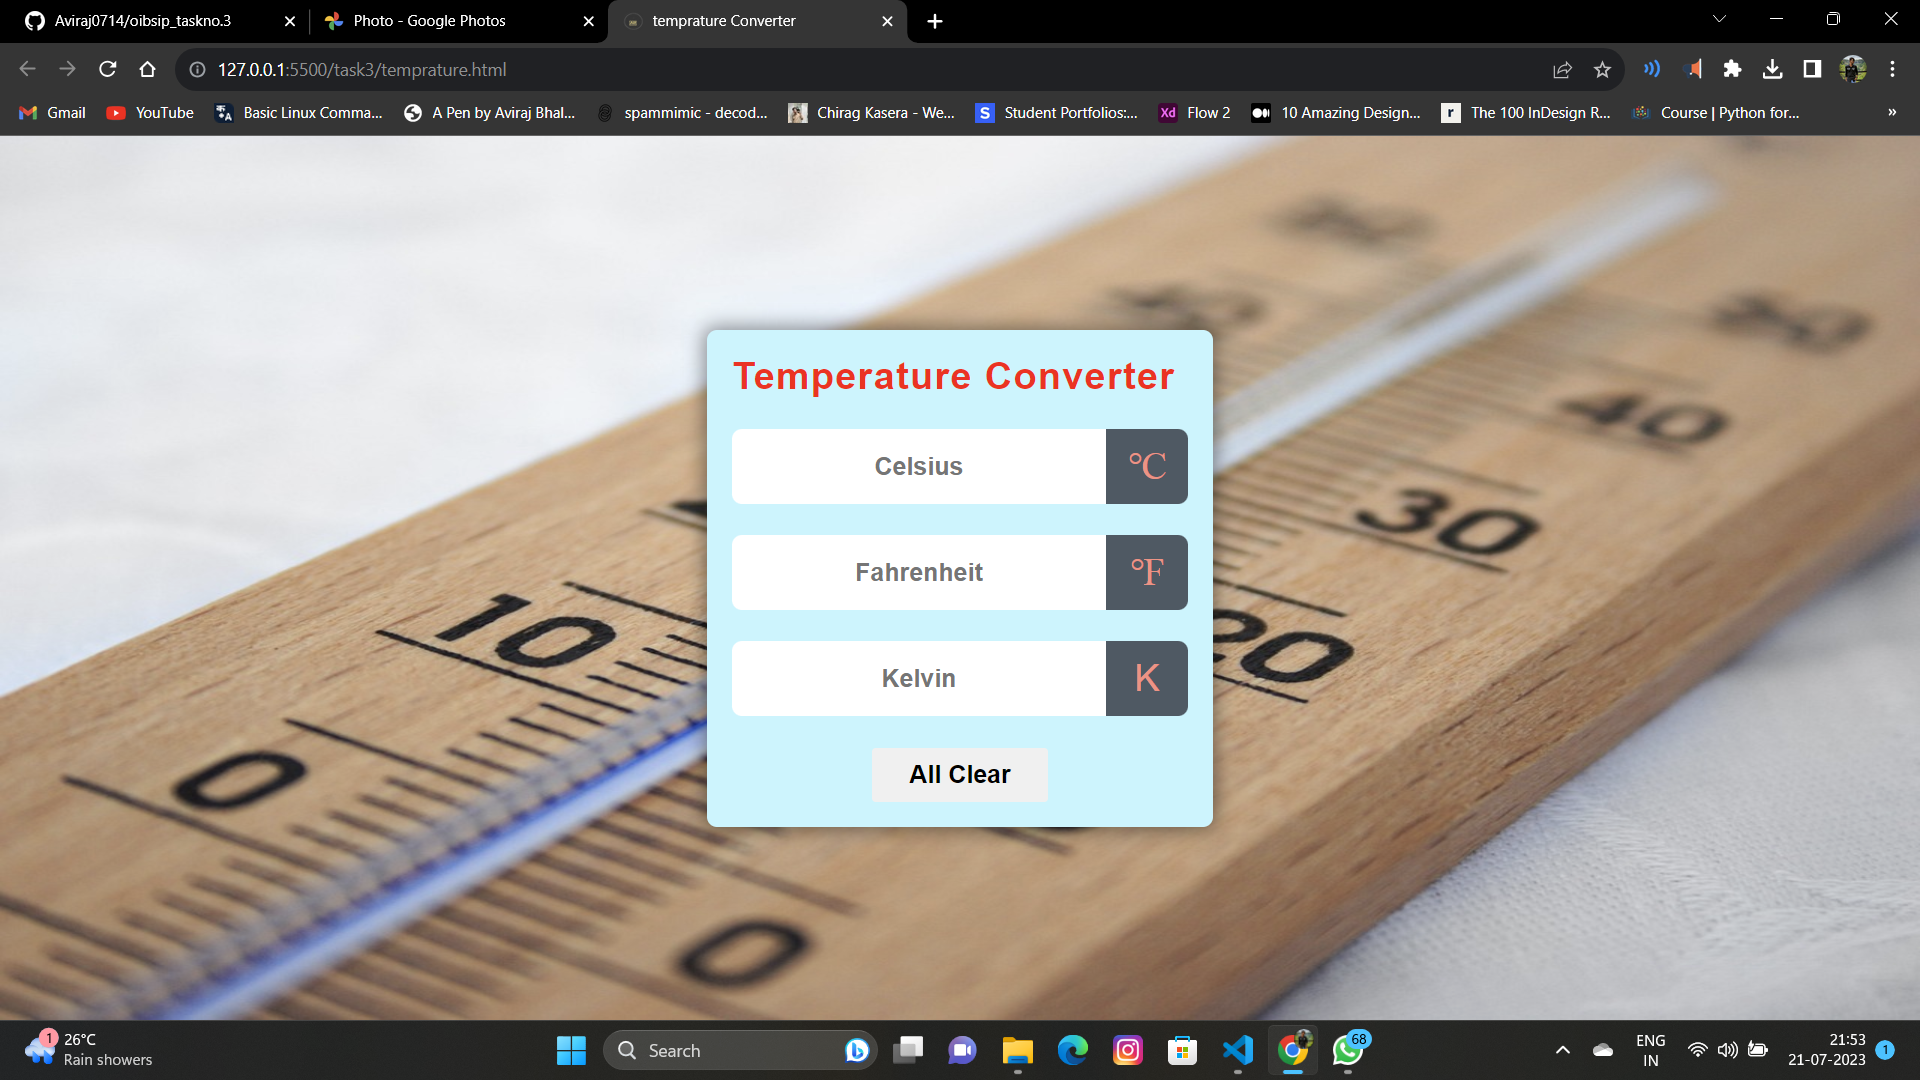 Aviraj0714/oibsip_taskno.3
Photo - Google Photos
temprature Converter
127.0.0.1:5500/task3/temprature.html
Gmail
YouTube
Basic Linux Comma...
A Pen by Aviraj Bhal...
spammimic - decod...
Chirag Kasera - We...
S
Student Portfolios:...
Xd
Flow 2
10 Amazing Design...
r
The 100 InDesign R...
Course | Python for...
»
50
40
30
20
10
0
0
Temperature Converter
Celsius
°C
Fahrenheit
°F
Kelvin
K
All Clear
1
26°C
Rain showers
Search
68
ENG
IN
21:53
21-07-2023
1